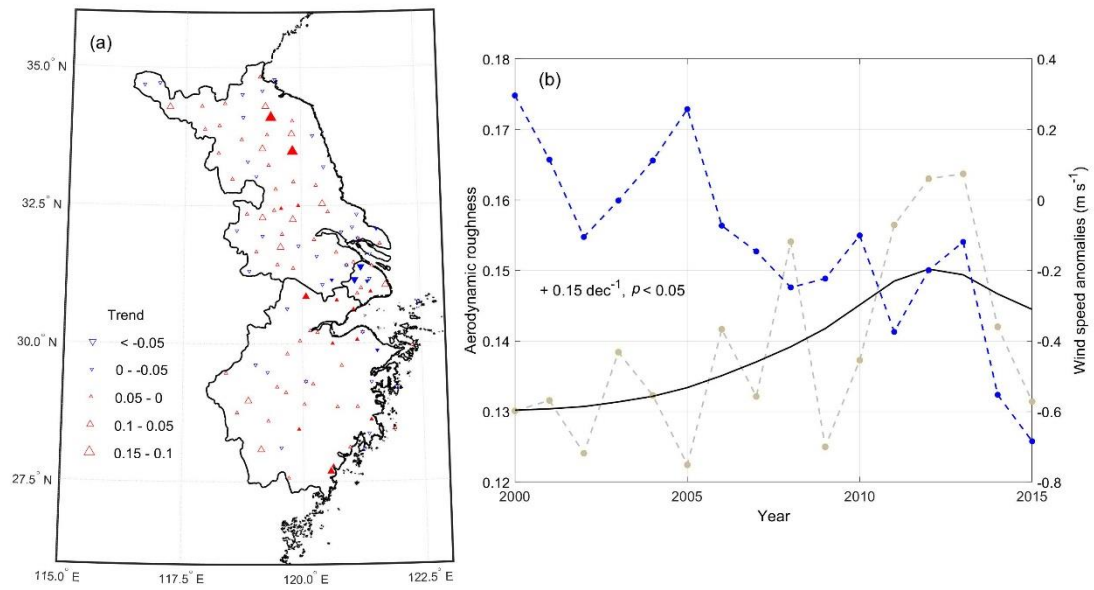 (a)
35.0° N
32.5° N
30.0° N
27.5° N
Trend
< -0.05
0 - -0.05
0.05 - 0
0.1 - 0.05
0.15 - 0.1
115.0° E
117.5° E
120.0° E
122.5° E
(b)
Aerodynamic roughness
0.18
0.17
0.16
0.15
0.14
0.13
0.12
+ 0.15 dec⁻¹, p < 0.05
2000
2005
2010
2015
Year
0.4
0.2
0
-0.2
-0.4
-0.6
-0.8
Wind speed anomalies (m s⁻¹)